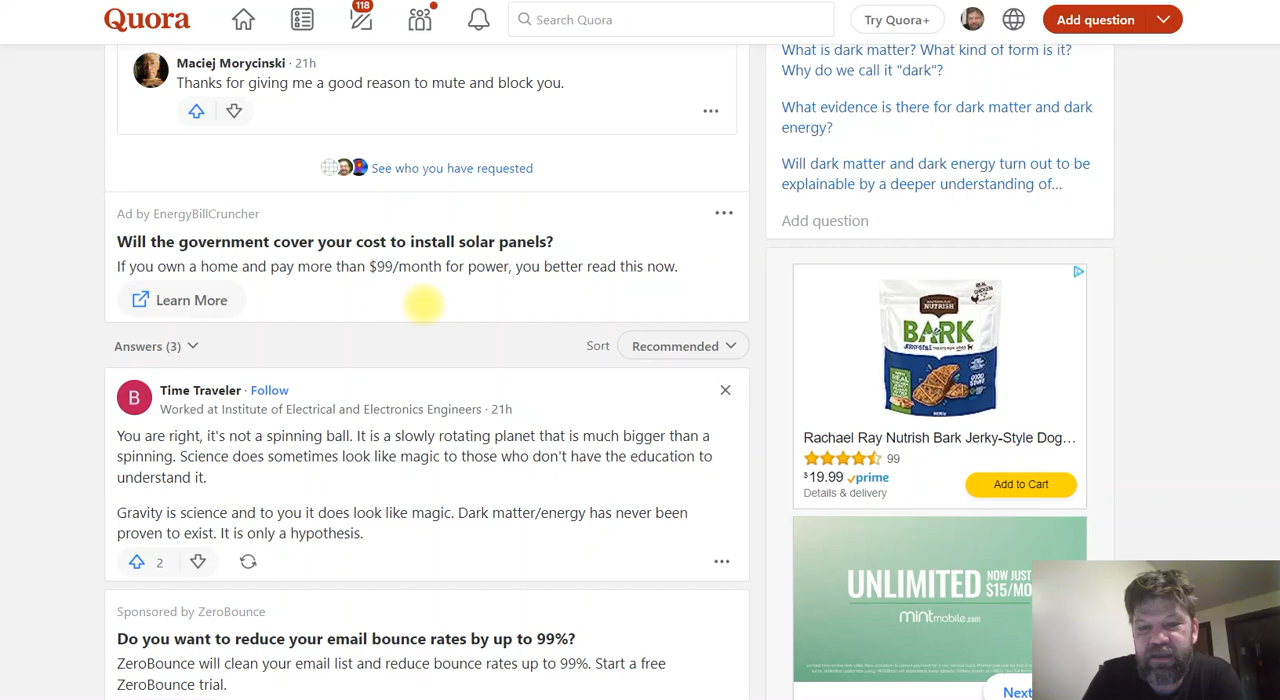 Quora
118
Search Quora
Try Quora+
Add question
Maciej Morycinski · 21h
Thanks for giving me a good reason to mute and block you.
See who you have requested
Ad by EnergyBillCruncher
Will the government cover your cost to install solar panels?
If you own a home and pay more than $99/month for power, you better read this now.
Learn More
Answers (3)
Sort
Recommended
B
Time Traveler · Follow
Worked at Institute of Electrical and Electronics Engineers · 21h
You are right, it's not a spinning ball. It is a slowly rotating planet that is much bigger than a
spinning. Science does sometimes look like magic to those who don't have the education to
understand it.
Gravity is science and to you it does look like magic. Dark matter/energy has never been
proven to exist. It is only a hypothesis.
2
Sponsored by ZeroBounce
Do you want to reduce your email bounce rates by up to 99%?
ZeroBounce will clean your email list and reduce bounce rates up to 99%. Start a free
ZeroBounce trial.
What is dark matter? What kind of form is it?
Why do we call it "dark"?
What evidence is there for dark matter and dark
energy?
Will dark matter and dark energy turn out to be
explainable by a deeper understanding of...
Add question
NUTRISH
BARK
Rachael Ray Nutrish Bark Jerky-Style Dog...
99
$19.99 prime
Details & delivery
Add to Cart
UNLIMITED NOW JUST
$15/MO
mintmobile.com
Next